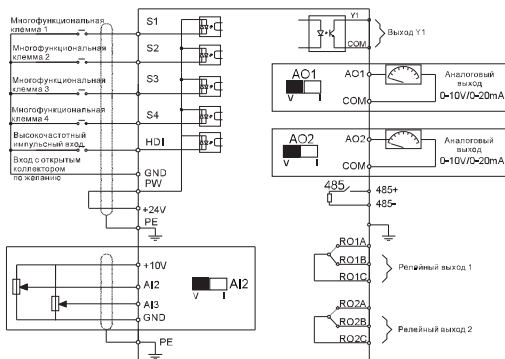 Многофункциональная
клемма 1
S1
Многофункциональная
клемма 2
S2
Многофункциональная
клемма 3
S3
Многофункциональная
клемма 4
S4
Высокочастотный
импульсный вход
HDI
Вход с открытым
коллектором
по желанию
GND
PW
+24V
PE
+10V
AI2
AI3
GND
AI2
V I
PE
Y1
COM
Выход Y1
AO1
V I
AO1
COM
Аналоговый
выход
0-10V/0-20mA
AO2
V I
AO2
COM
Аналоговый
выход
0-10V/0-20mA
485
485+
485-
RO1A
RO1B
RO1C
Релейный выход 1
RO2A
RO2B
RO2C
Релейный выход 2